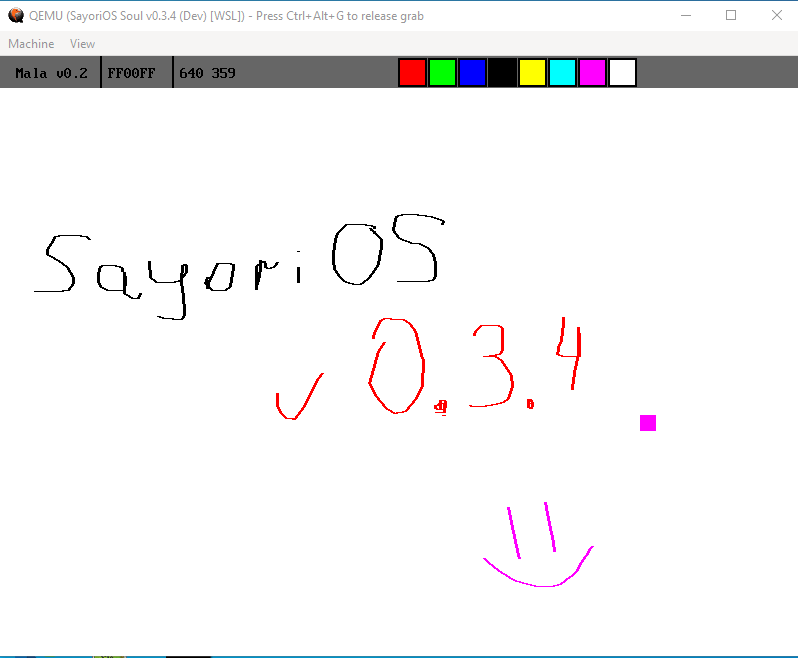 QEMU (SayoriOS Soul v0.3.4 (Dev) [WSL]) - Press Ctrl+Alt+G to release grab
Machine View
Mala v0.2 FF00FF 640 359
SayoriOS
v 0.3.4